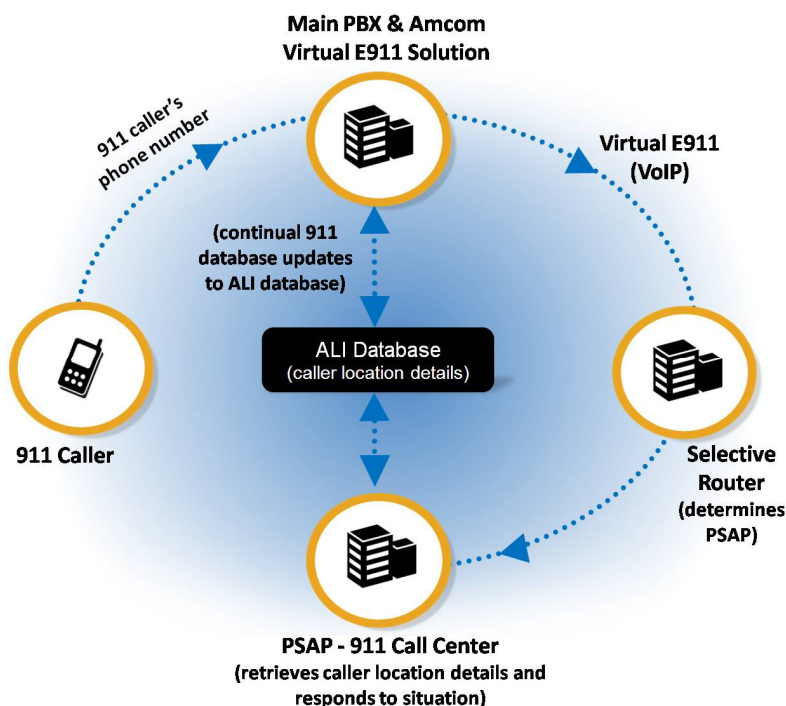 Main PBX & Amcom
Virtual E911 Solution
911 caller's
phone number
Virtual E911
(VoIP)
(continual 911
database updates
to ALI database)
ALI Database
(caller location details)
911 Caller
Selective
Router
(determines
PSAP)
PSAP - 911 Call Center
(retrieves caller location details and
responds to situation)